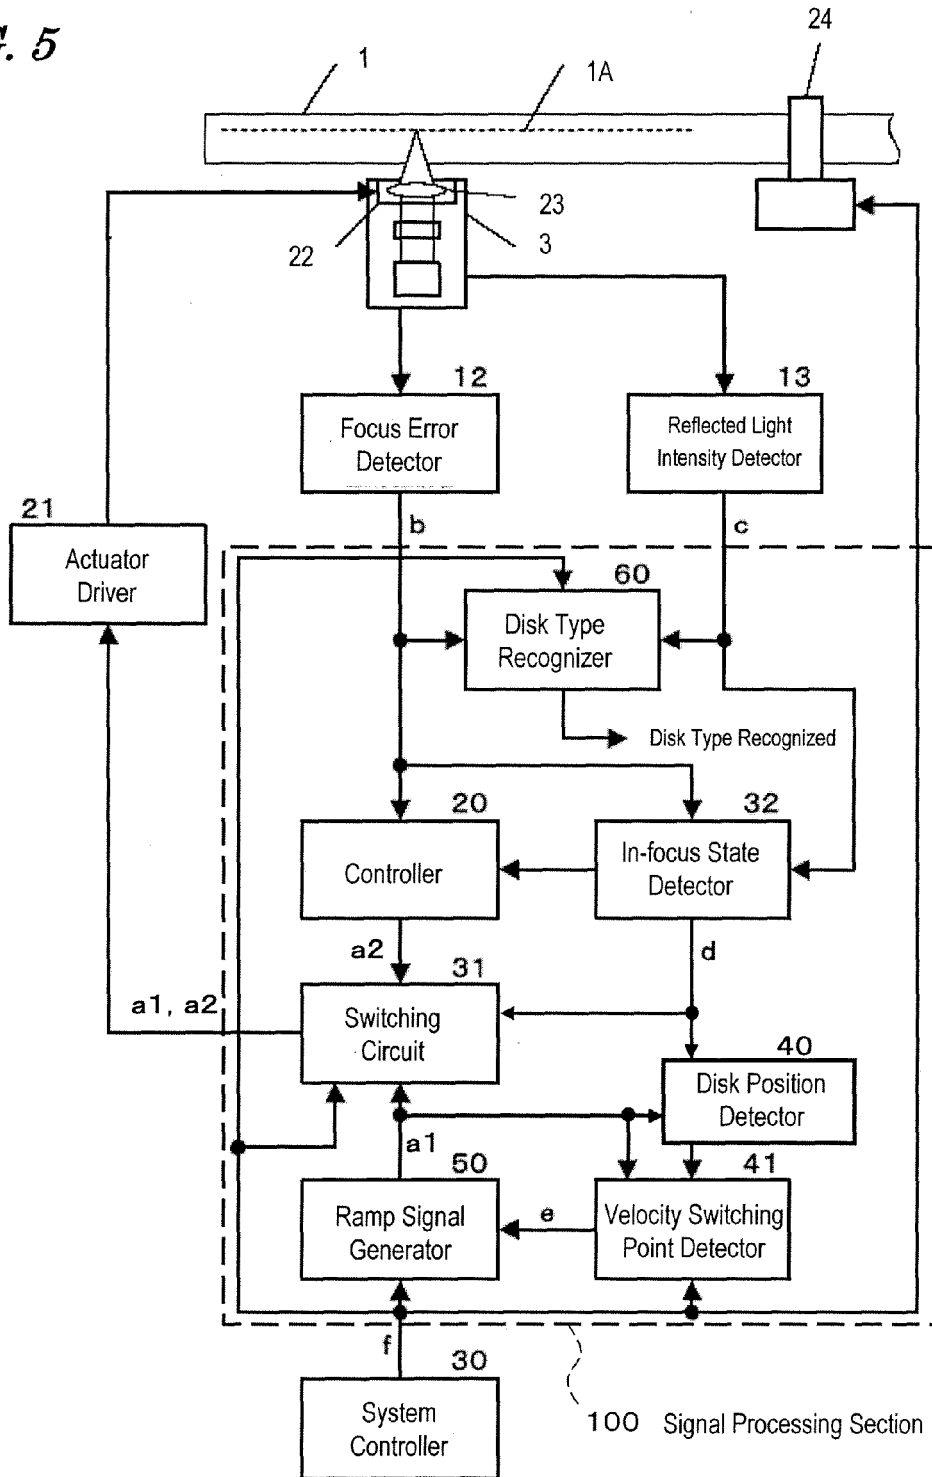 G. 5
24
1
1A
23
22
3
12
13
Focus Error
Detector
Reflected Light
Intensity Detector
21
b
c
Actuator
Driver
60
Disk Type
Recognizer
Disk Type Recognized
20
32
Controller
In-focus State
Detector
a2
d
31
a1, a2
Switching
Circuit
40
Disk Position
Detector
a1
50
41
Ramp Signal
Generator
e
Velocity Switching
Point Detector
f
30
System
Controller
100 Signal Processing Section